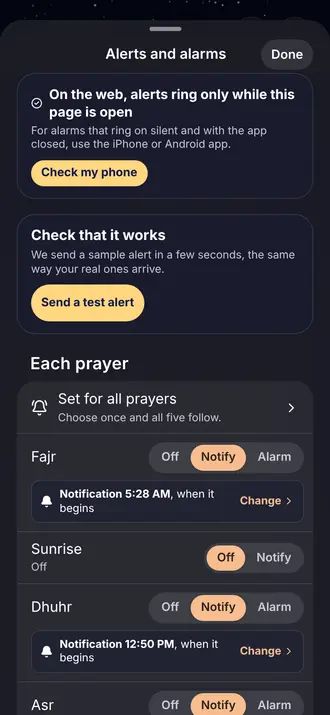 Alerts and alarms
Done
On the web, alerts ring only while this
page is open
For alarms that ring on silent and with the app
closed, use the iPhone or Android app.
Check my phone
Check that it works
We send a sample alert in a few seconds, the same
way your real ones arrive.
Send a test alert
Each prayer
Set for all prayers
Choose once and all five follow.
Fajr
Off Notify Alarm
Notification 5:28 AM, when it
begins
Change
Sunrise
Off
Off Notify
Dhuhr
Off Notify Alarm
Notification 12:50 PM, when it
begins
Change
Asr
Off Notify Alarm